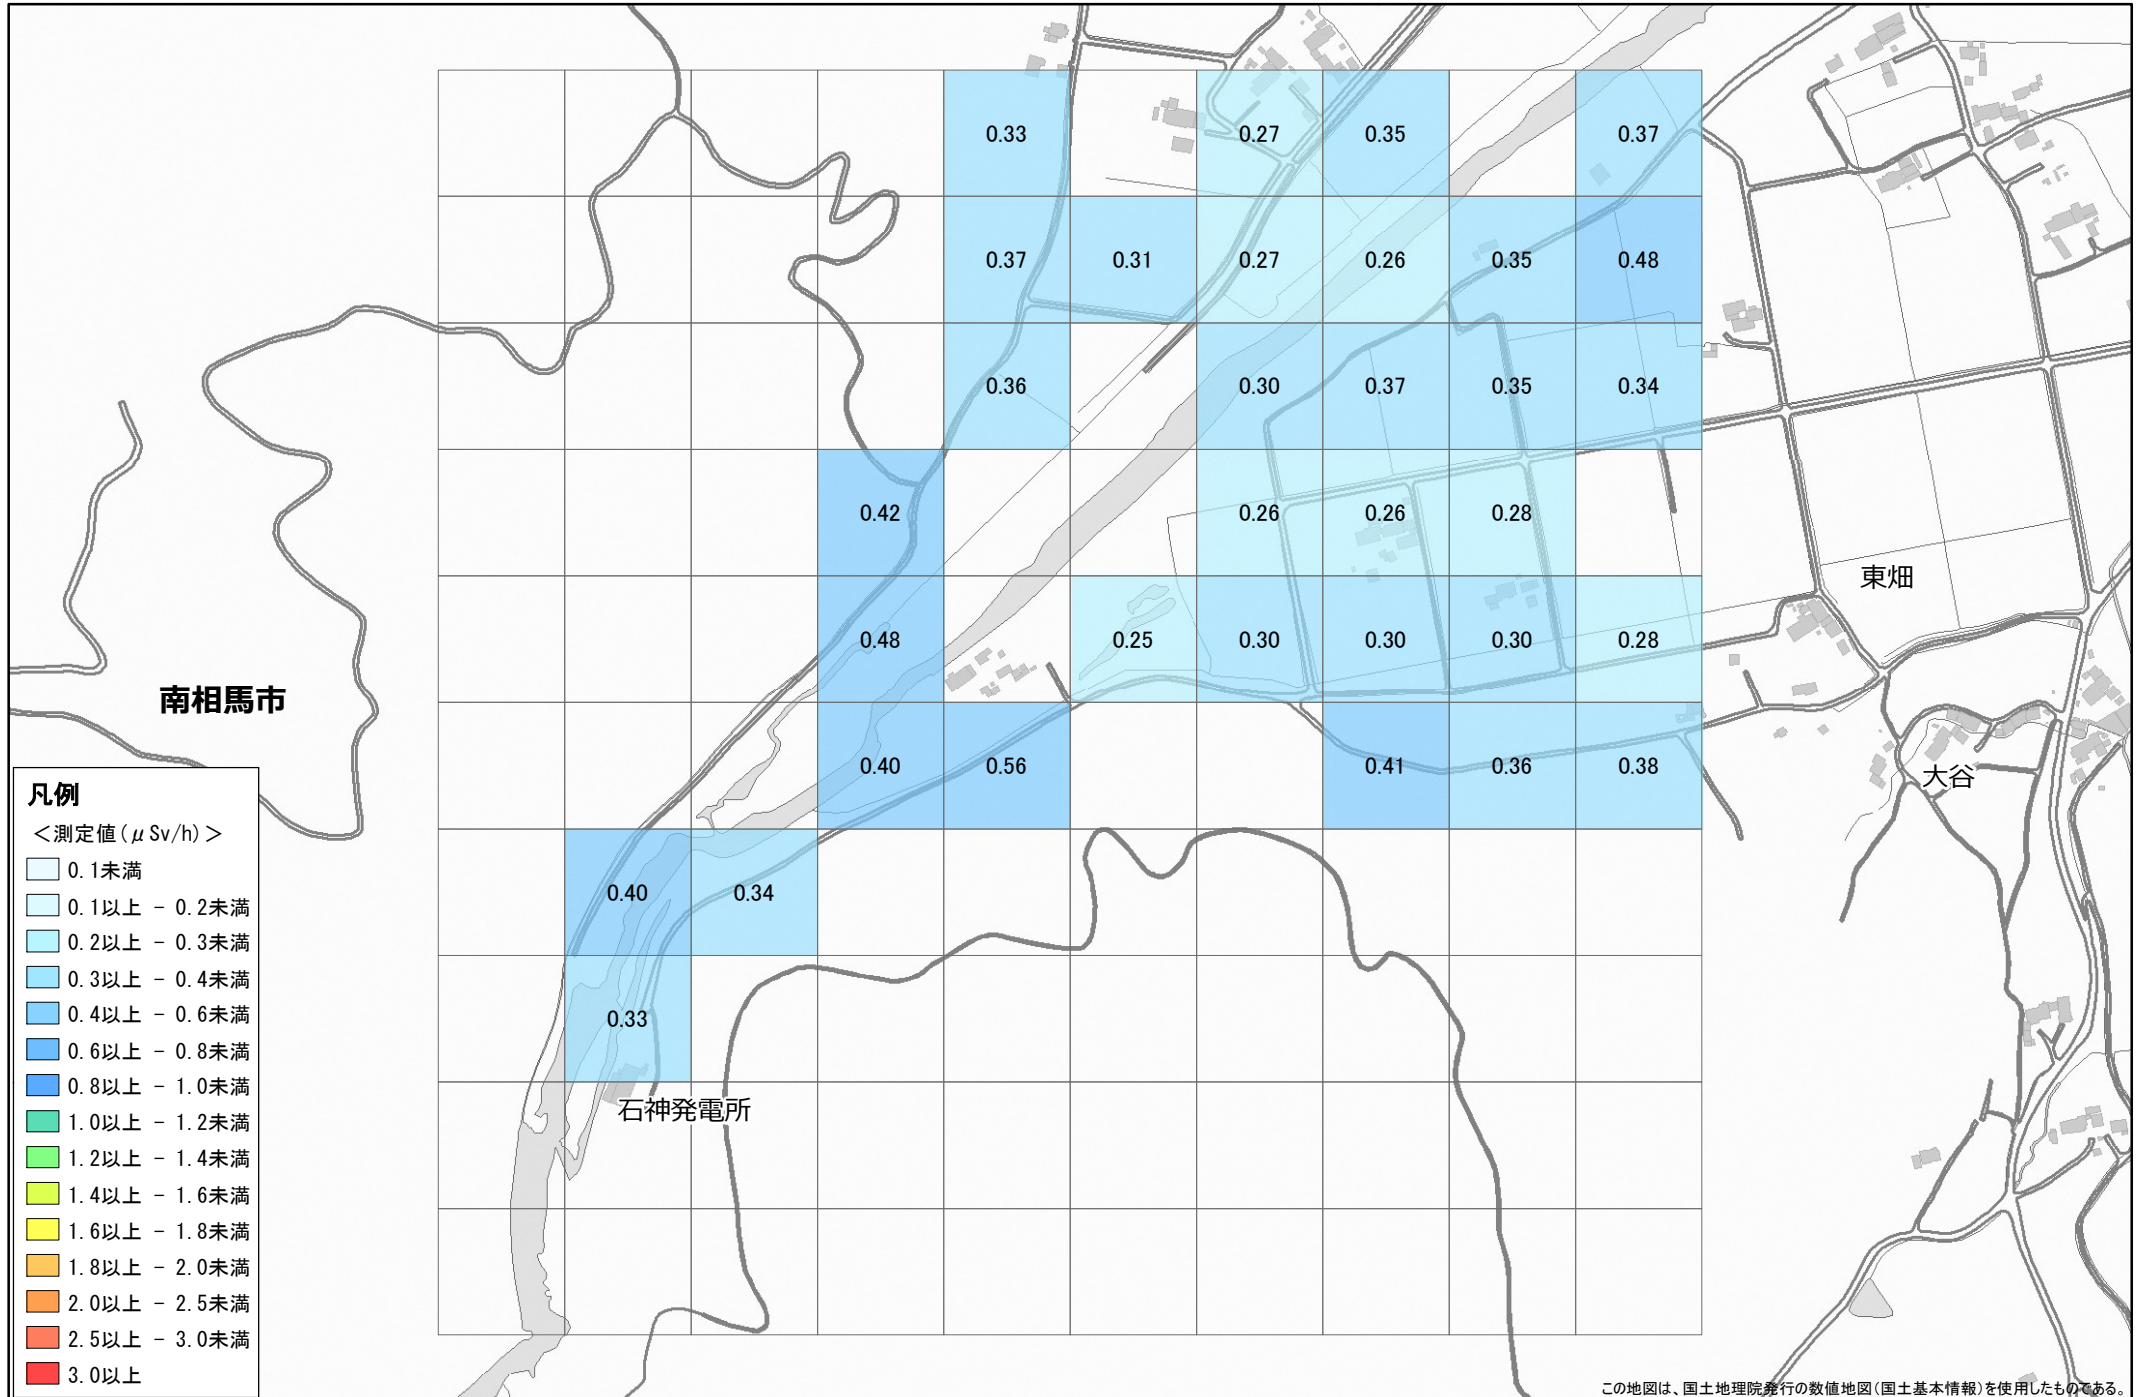 0.33 0.27 0.35 0.37
0.37 0.31 0.27 0.26 0.35 0.48
0.36 0.30 0.37 0.35 0.34
0.42 0.26 0.26 0.28
東畑
0.48 0.25 0.30 0.30 0.30 0.28
南相馬市
0.40 0.56 0.41 0.36 0.38
大谷
0.40 0.34
0.33
石神発電所
凡例
<測定値(μSv/h)>
0.1未満
0.1以上 - 0.2未満
0.2以上 - 0.3未満
0.3以上 - 0.4未満
0.4以上 - 0.6未満
0.6以上 - 0.8未満
0.8以上 - 1.0未満
1.0以上 - 1.2未満
1.2以上 - 1.4未満
1.4以上 - 1.6未満
1.6以上 - 1.8未満
1.8以上 - 2.0未満
2.0以上 - 2.5未満
2.5以上 - 3.0未満
3.0以上
この地図は、国土地理院発行の数値地図(国土基本情報)を使用したものである。